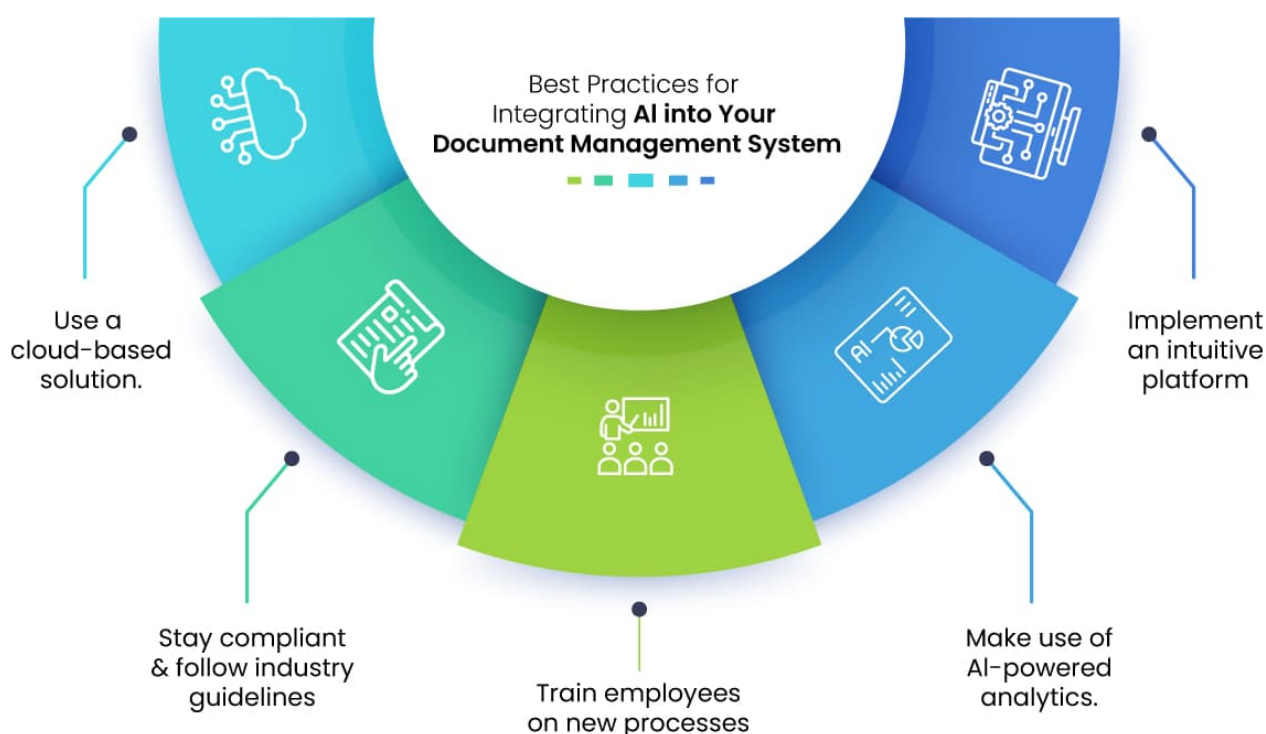 Best Practices for
Integrating AI into Your
Document Management System
Use a
cloud-based
solution.
Stay compliant
& follow industry
guidelines
Train employees
on new processes
AI
Make use of
AI-powered
analytics.
Implement
an intuitive
platform